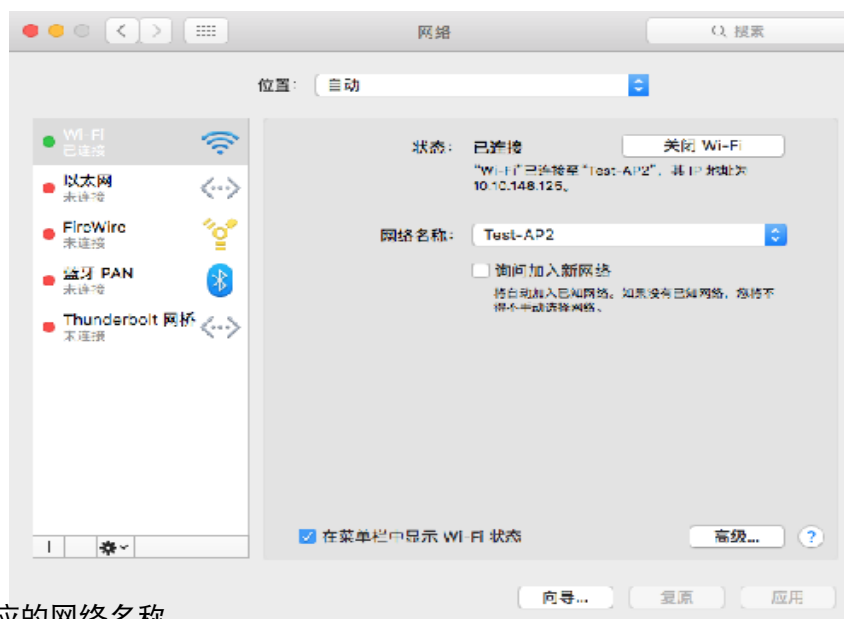 网络
搜索
位置： 自动
Wi-Fi
已连接
以太网
未连接
FireWire
未连接
蓝牙 PAN
未连接
Thunderbolt 网桥
未连接
状态： 已连接
关闭 Wi-Fi
“Wi-Fi”已连接至“Test-AP2”，其 IP 地址为
10.10.148.125。
网络名称： Test-AP2
询问加入新网络
将自动加入已知网络。如果没有已知网络，您将不
得不手动选择网络。
在菜单栏中显示 Wi-Fi 状态
高级... ?
向导... 复原 应用
应的网络名称